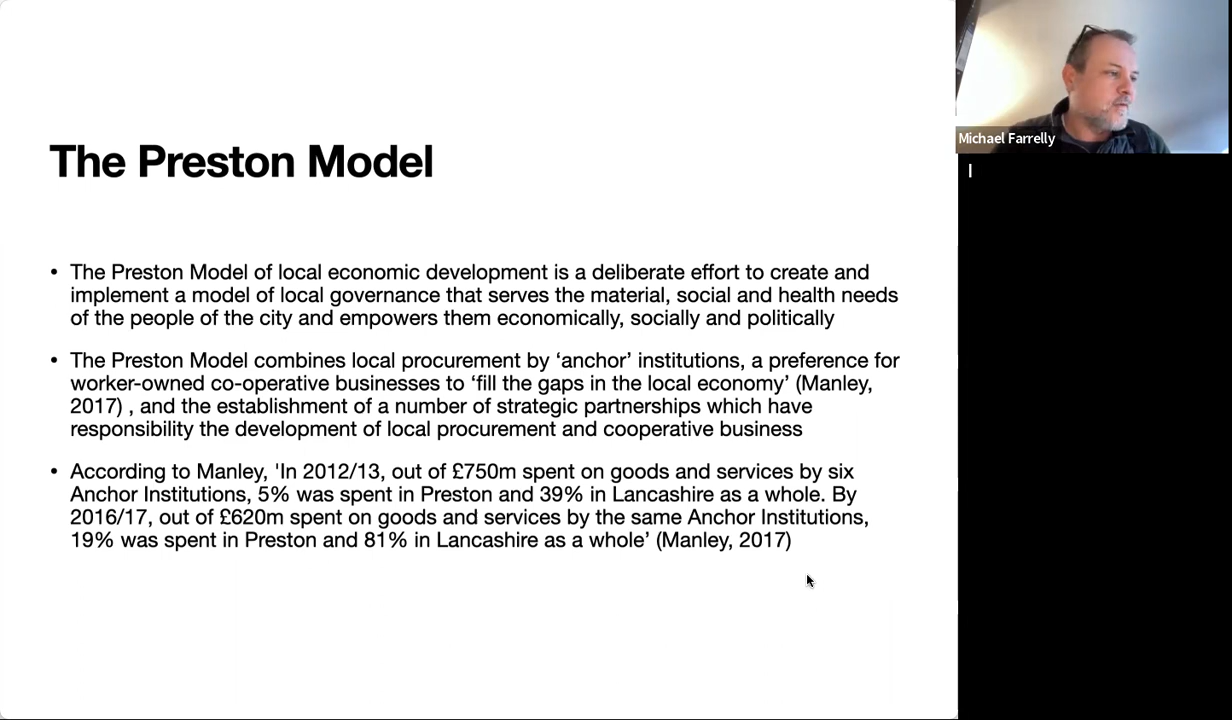 The Preston Model
• The Preston Model of local economic development is a deliberate effort to create and
implement a model of local governance that serves the material, social and health needs
of the people of the city and empowers them economically, socially and politically
• The Preston Model combines local procurement by ‘anchor’ institutions, a preference for
worker-owned co-operative businesses to ‘fill the gaps in the local economy’ (Manley,
2017) , and the establishment of a number of strategic partnerships which have
responsibility the development of local procurement and cooperative business
• According to Manley, 'In 2012/13, out of £750m spent on goods and services by six
Anchor Institutions, 5% was spent in Preston and 39% in Lancashire as a whole. By
2016/17, out of £620m spent on goods and services by the same Anchor Institutions,
19% was spent in Preston and 81% in Lancashire as a whole’ (Manley, 2017)
Michael Farrelly